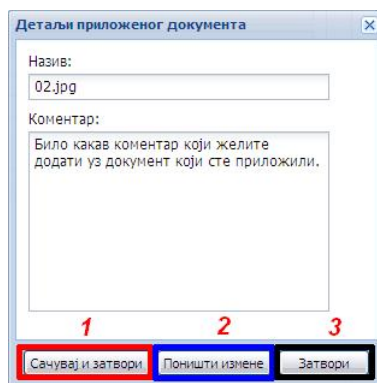 Детаљи приложеног документа
Назив:
02.jpg
Коментар:
Било какав коментар који желите
додати уз документ који сте приложили.
1 2 3
Сачувај и затвори Поништи измене Затвори